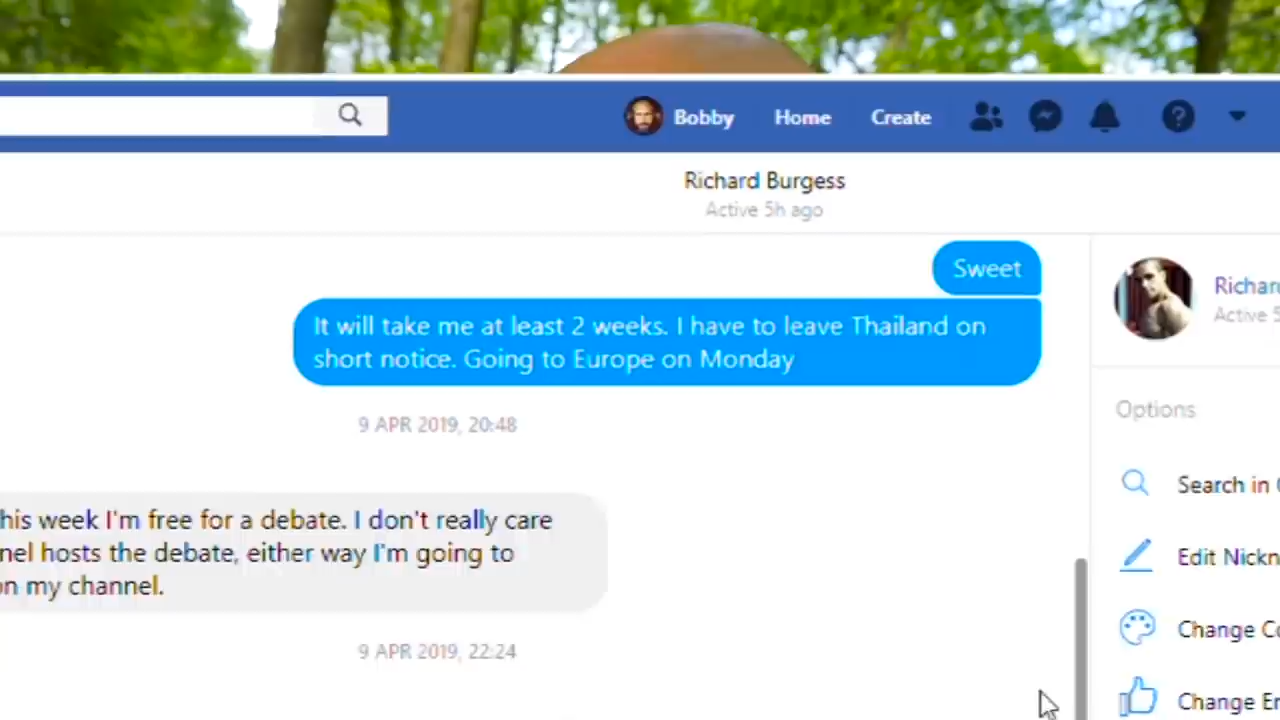 Bobby Home Create
Richard Burgess
Active 5h ago
Sweet
Richar
Active 5
It will take me at least 2 weeks. I have to leave Thailand on
short notice. Going to Europe on Monday
Options
9 APR 2019, 20:48
Search in
his week I'm free for a debate. I don't really care
nel hosts the debate, either way I'm going to
on my channel.
Edit Nickn
Change Co
9 APR 2019, 22:24
Change Em